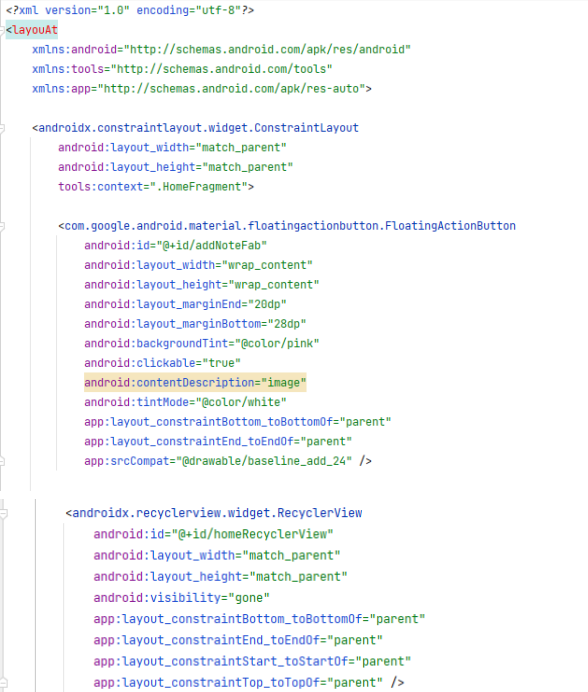 <?xml version="1.0" encoding="utf-8"?>
<layouAt
xmlns:android="http://schemas.android.com/apk/res/android"
xmlns:tools="http://schemas.android.com/tools"
xmlns:app="http://schemas.android.com/apk/res-auto">
<androidx.constraintlayout.widget.ConstraintLayout
android:layout_width="match_parent"
android:layout_height="match_parent"
tools:context=".HomeFragment">
<com.google.android.material.floatingactionbutton.FloatingActionButton
android:id="@+id/addNoteFab"
android:layout_width="wrap_content"
android:layout_height="wrap_content"
android:layout_marginEnd="20dp"
android:layout_marginBottom="28dp"
android:backgroundTint="@color/pink"
android:clickable="true"
android:contentDescription="image"
android:tintMode="@color/white"
app:layout_constraintBottom_toBottomOf="parent"
app:layout_constraintEnd_toEndOf="parent"
app:srcCompat="@drawable/baseline_add_24" />
<androidx.recyclerview.widget.RecyclerView
android:id="@+id/homeRecyclerView"
android:layout_width="match_parent"
android:layout_height="match_parent"
android:visibility="gone"
app:layout_constraintBottom_toBottomOf="parent"
app:layout_constraintEnd_toEndOf="parent"
app:layout_constraintStart_toStartOf="parent"
app:layout_constraintTop_toTopOf="parent" />